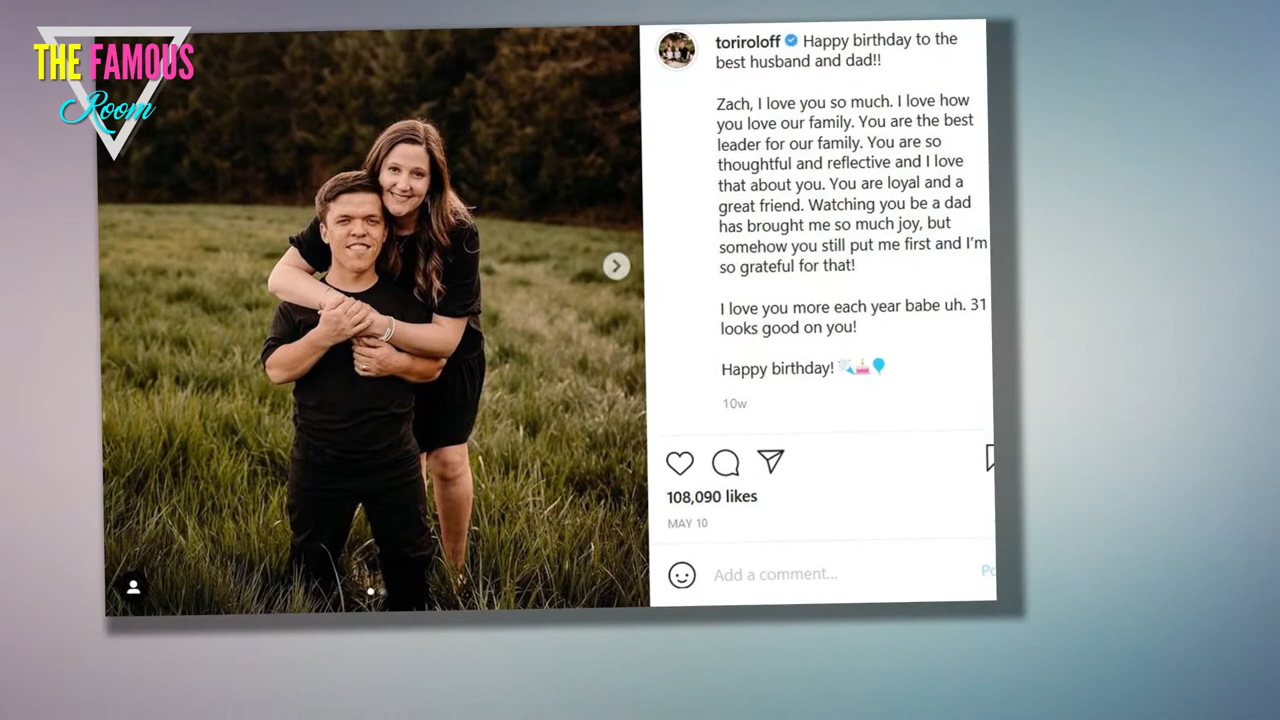 THE FAMOUS
Room
toriroloff Happy birthday to the
best husband and dad!!
Zach, I love you so much. I love how
you love our family. You are the best
leader for our family. You are so
thoughtful and reflective and I love
that about you. You are loyal and a
great friend. Watching you be a dad
has brought me so much joy, but
somehow you still put me first and I'm
so grateful for that!
I love you more each year babe uh. 31
looks good on you!
Happy birthday!
10w
108,090 likes
MAY 10
Add a comment...
Po